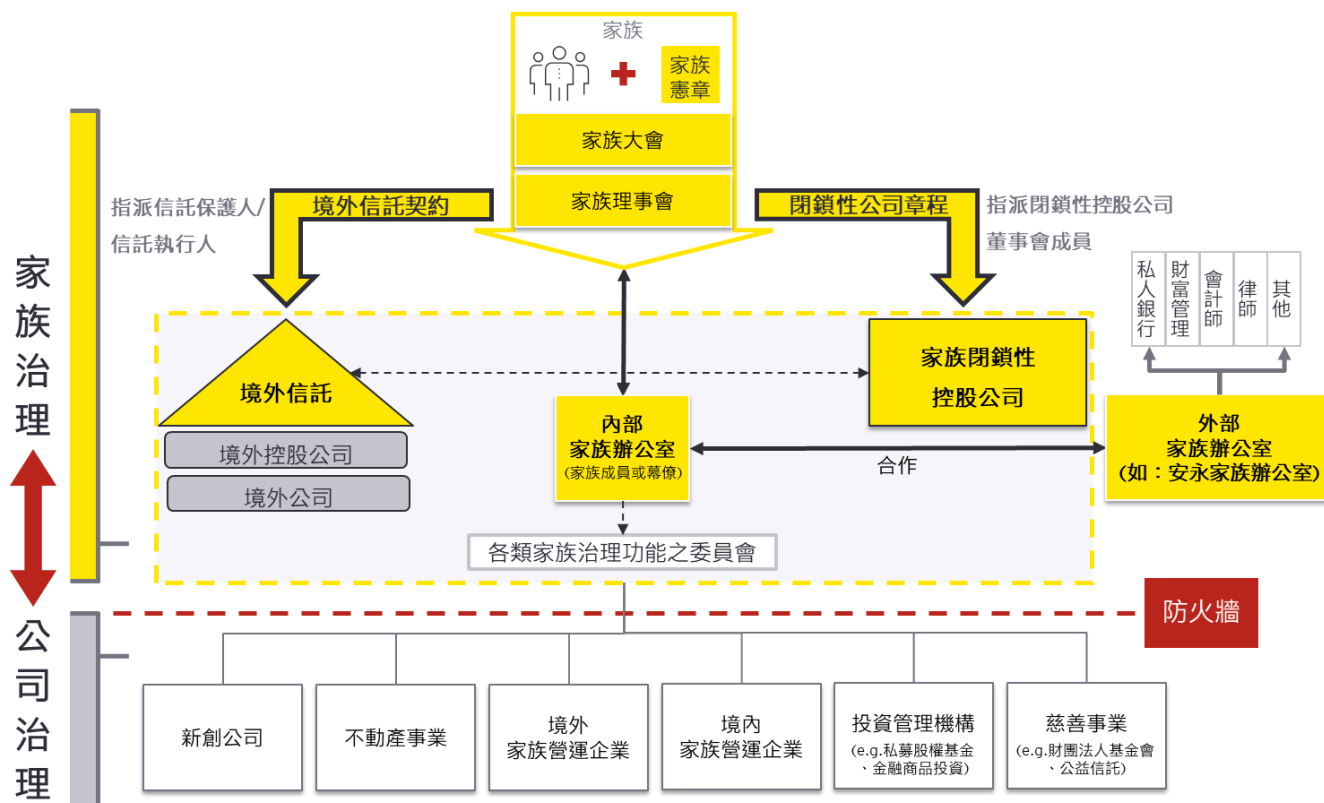 家族
家族
憲章
家族大會
家族理事會
指派信託保護人/
信託執行人
境外信託契約
閉鎖性公司章程
指派閉鎖性控股公司
董事會成員
家族治理
私人銀行
財富管理
會計師
律師
其他
境外信託
境外控股公司
境外公司
家族閉鎖性
控股公司
內部
家族辦公室
(家族成員或幕僚)
合作
外部
家族辦公室
(如：安永家族辦公室)
各類家族治理功能之委員會
防火牆
公司治理
新創公司
不動產事業
境外
家族營運企業
境內
家族營運企業
投資管理機構
(e.g.私募股權基金
、金融商品投資)
慈善事業
(e.g.財團法人基金會
、公益信託)